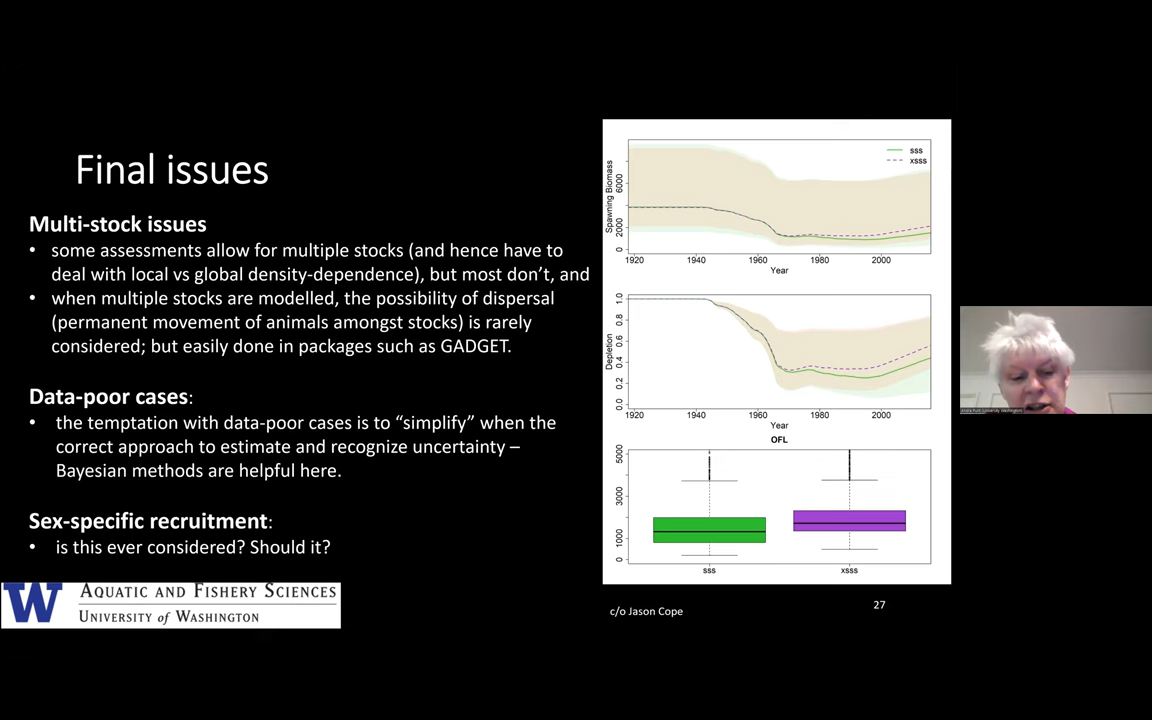 Final issues
Multi-stock issues
• some assessments allow for multiple stocks (and hence have to
deal with local vs global density-dependence), but most don't, and
• when multiple stocks are modelled, the possibility of dispersal
(permanent movement of animals amongst stocks) is rarely
considered; but easily done in packages such as GADGET.
Data-poor cases:
• the temptation with data-poor cases is to “simplify” when the
correct approach to estimate and recognize uncertainty –
Bayesian methods are helpful here.
Sex-specific recruitment:
• is this ever considered? Should it?
W
AQUATIC AND FISHERY SCIENCES
UNIVERSITY of WASHINGTON
sss
xsss
Spawning Biomass
0 2000 6000
1920 1940 1960 1980 2000
Year
Depletion
0.0 0.2 0.4 0.6 0.8 1.0
1920 1940 1960 1980 2000
Year
OFL
0 1000 3000 5000
sss xsss
c/o Jason Cope
27